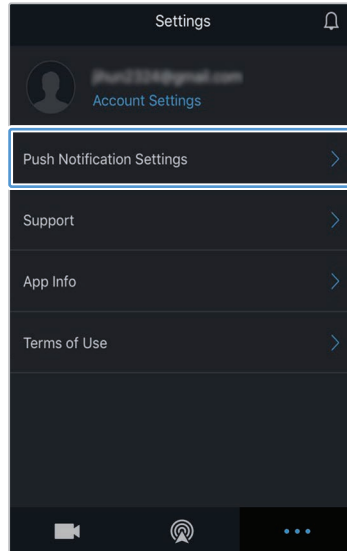 Settings
Account Settings
Push Notification Settings
Support
App Info
Terms of Use